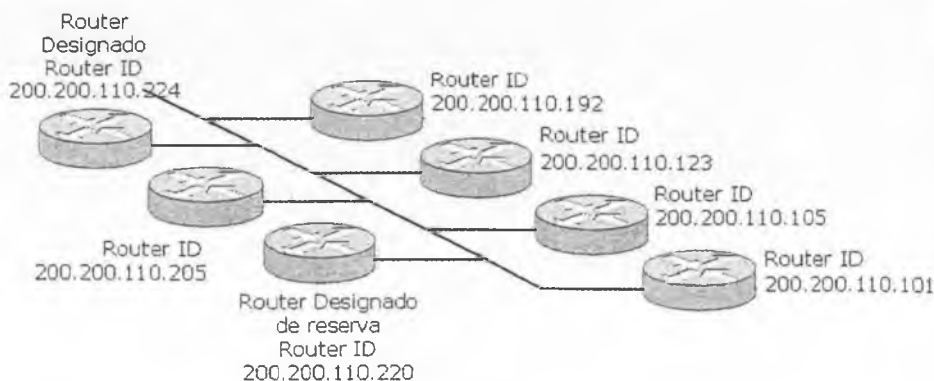 Router
Designado
Router ID
200.200.110.224
Router ID
200.200.110.192
Router ID
200.200.110.123
Router ID
200.200.110.105
Router ID
200.200.110.101
Router ID
200.200.110.205
Router Designado
de reserva
Router ID
200.200.110.220